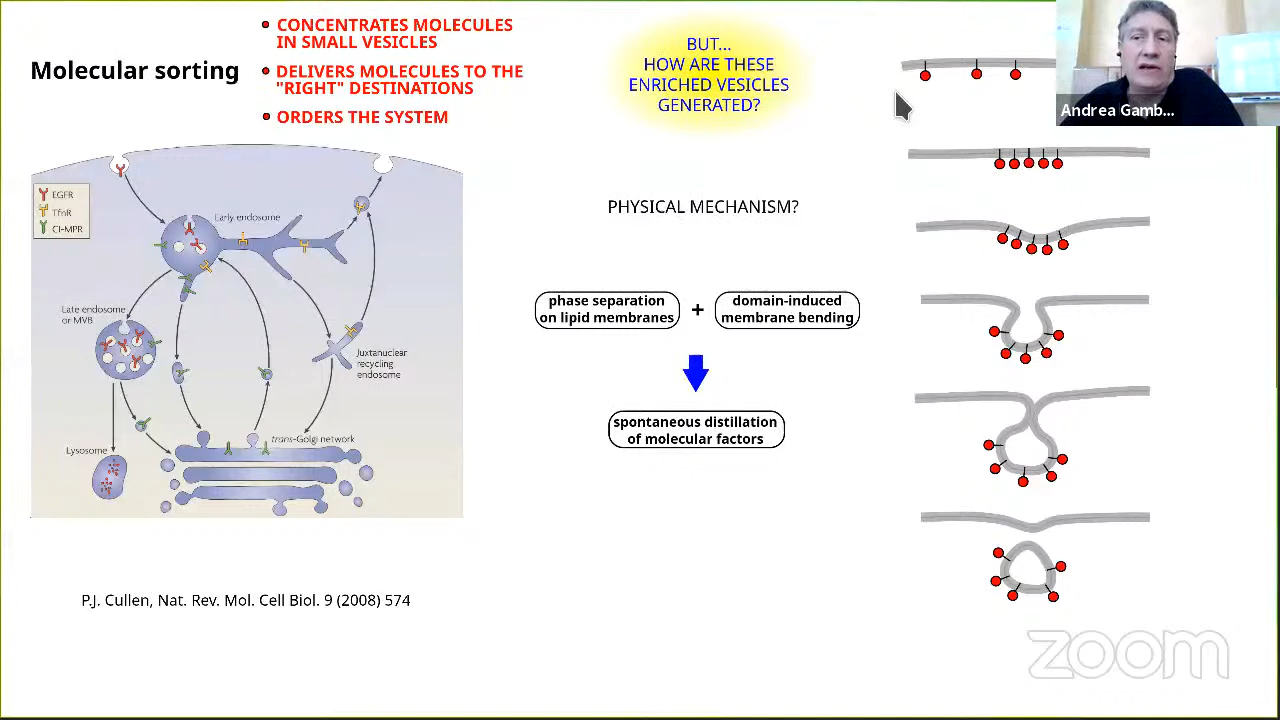 Molecular sorting
• CONCENTRATES MOLECULES
IN SMALL VESICLES
• DELIVERS MOLECULES TO THE
"RIGHT" DESTINATIONS
• ORDERS THE SYSTEM
BUT...
HOW ARE THESE
ENRICHED VESICLES
GENERATED?
Andrea Gamb...
EGFR
TfnR
CI-MPR
Early endosome
Late endosome
or MVB
Juxtanuclear
recycling
endosome
trans-Golgi network
Lysosome
PHYSICAL MECHANISM?
phase separation
on lipid membranes
+
domain-induced
membrane bending
spontaneous distillation
of molecular factors
P.J. Cullen, Nat. Rev. Mol. Cell Biol. 9 (2008) 574
zoom